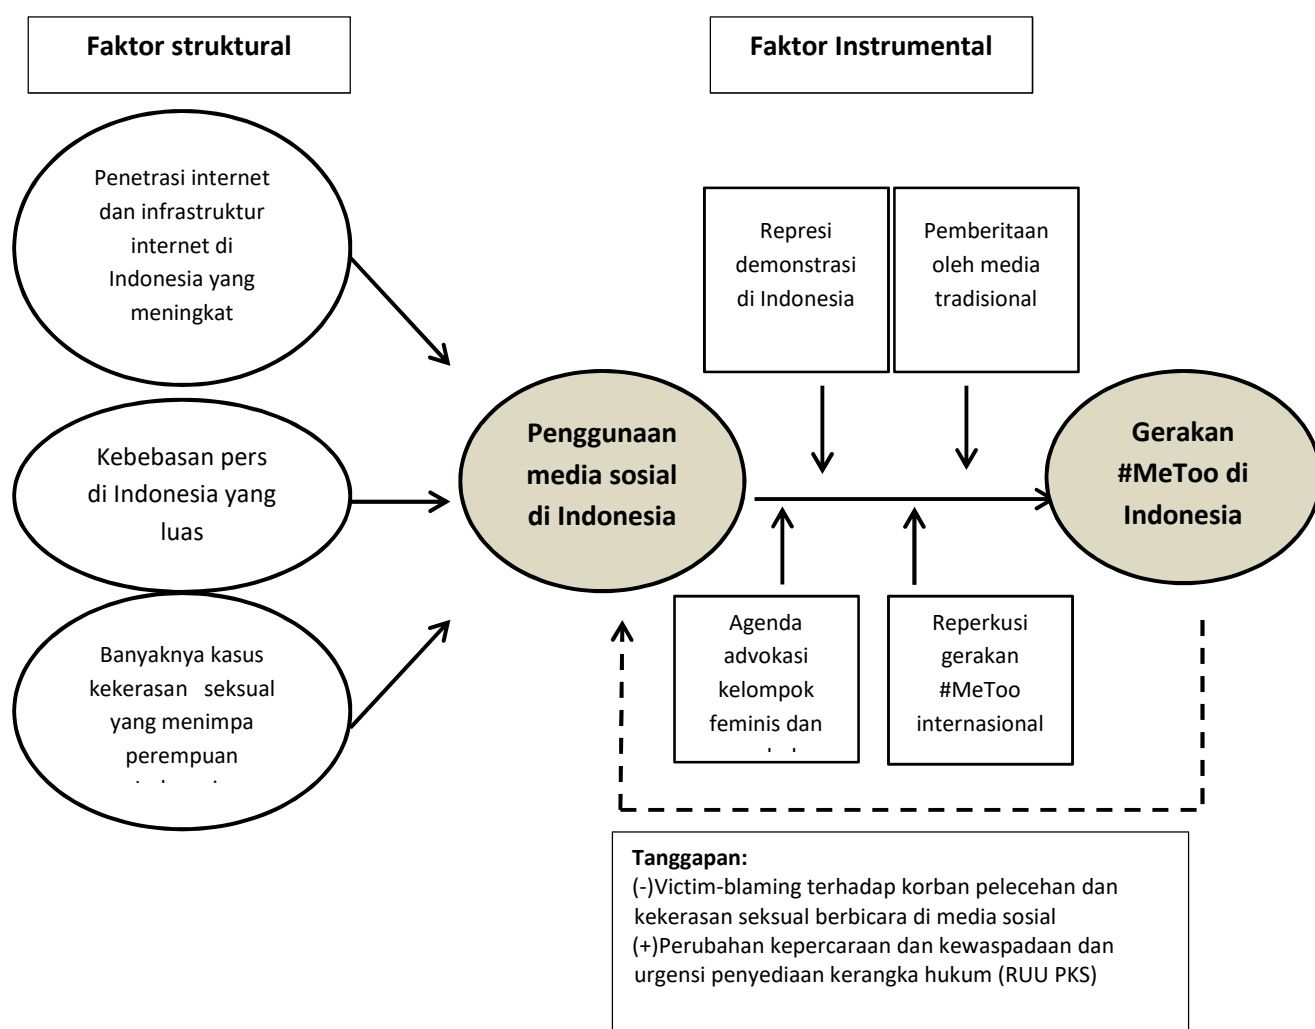 Faktor struktural
Faktor Instrumental
Penetrasi internet
dan infrastruktur
internet di
Indonesia yang
meningkat
Kebebasan pers
di Indonesia yang
luas
Banyaknya kasus
kekerasan seksual
yang menimpa
perempuan
Represi
demonstrasi
di Indonesia
Pemberitaan
oleh media
tradisional
Penggunaan
media sosial
di Indonesia
Gerakan
#MeToo di
Indonesia
Agenda
advokasi
kelompok
feminis dan
Reperkusi
gerakan
#MeToo
internasional
Tanggapan:
(-)Victim-blaming terhadap korban pelecehan dan
kekerasan seksual berbicara di media sosial
(+)Perubahan kepercaraan dan kewaspadaan dan
urgensi penyediaan kerangka hukum (RUU PKS)